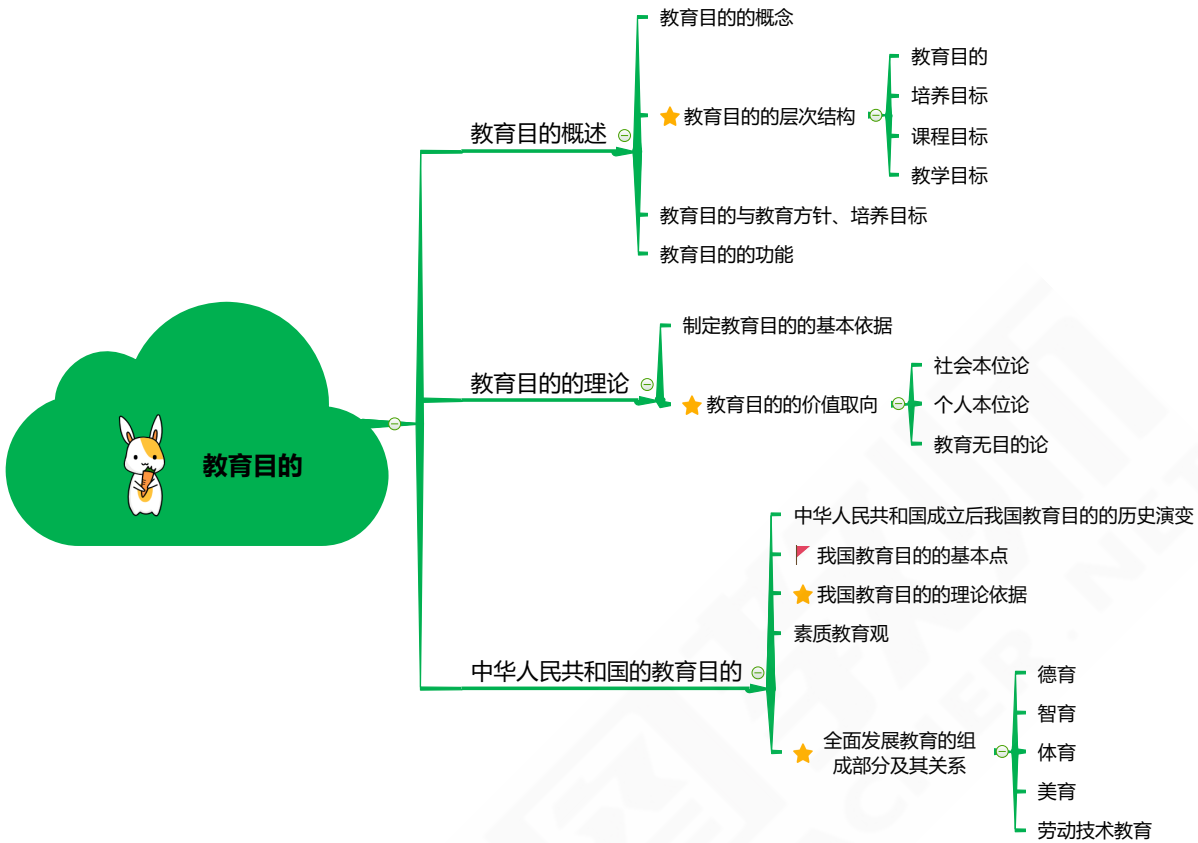 教育目的
教育目的概述
教育目的的概念
教育目的的层次结构
教育目的
培养目标
课程目标
教学目标
教育目的与教育方针、培养目标
教育目的的功能
教育目的的理论
制定教育目的的基本依据
教育目的的价值取向
社会本位论
个人本位论
教育无目的论
中华人民共和国的教育目的
中华人民共和国成立后我国教育目的的历史演变
我国教育目的的基本点
我国教育目的的理论依据
素质教育观
全面发展教育的组
成部分及其关系
德育
智育
体育
美育
劳动技术教育